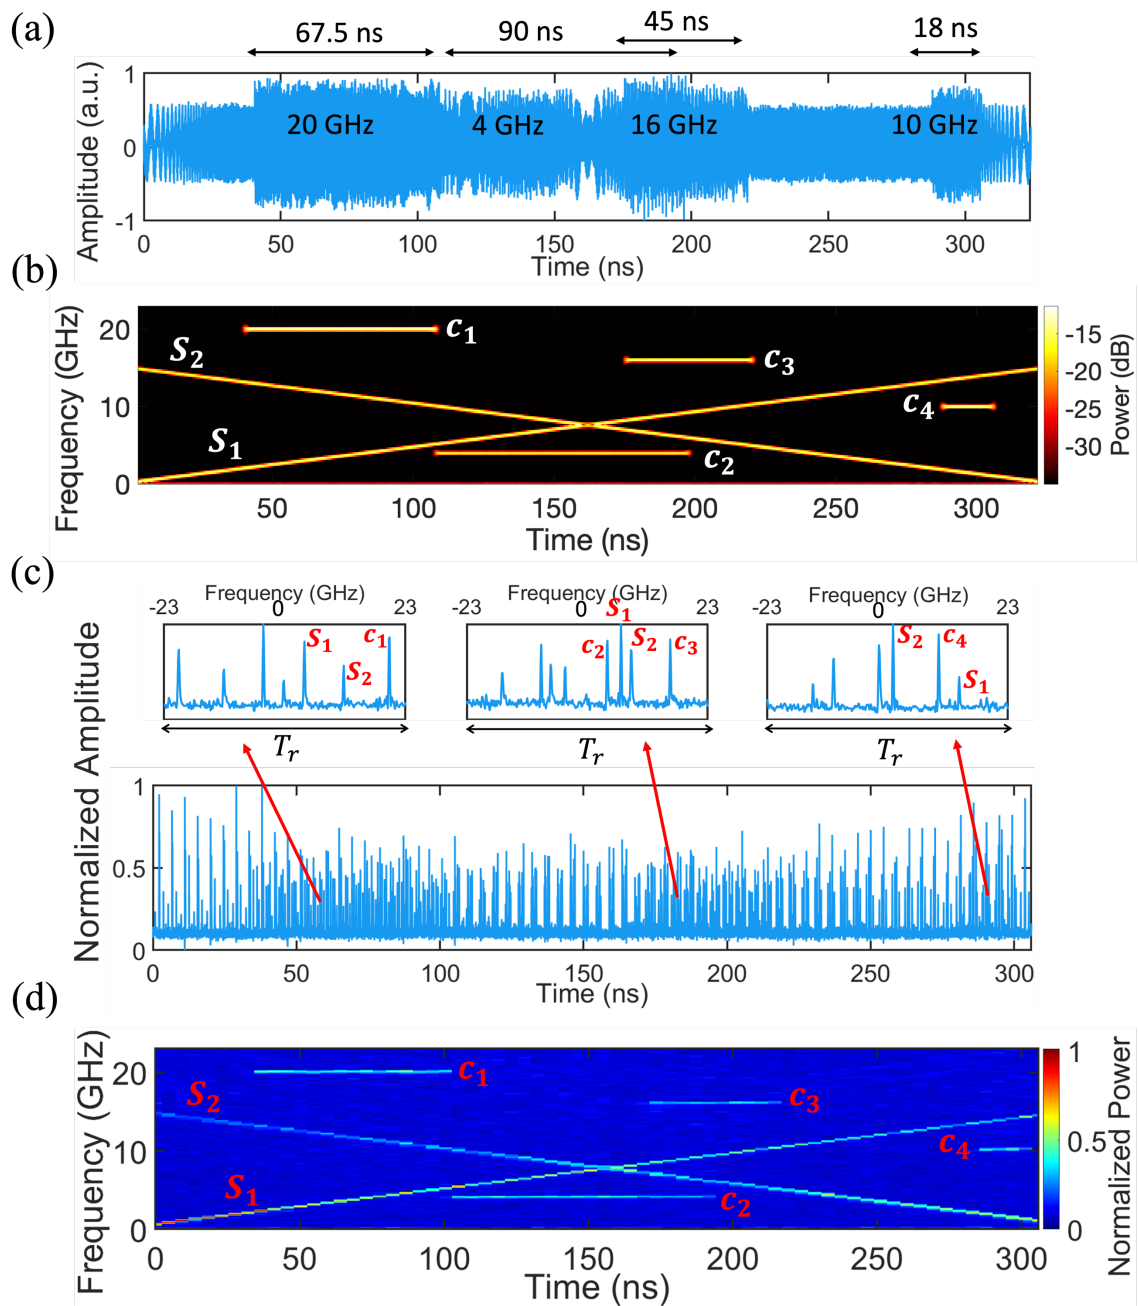 (a)
67.5 ns
90 ns
45 ns
18 ns
Amplitude (a.u.)
1
0
-1
20 GHz
4 GHz
16 GHz
10 GHz
0 50 100 150 200 250 300
Time (ns)
(b)
Frequency (GHz)
20
10
0
S2
S1
c1
c2
c3
c4
50 100 150 200 250 300
Time (ns)
-15
-20
-25
-30
Power (dB)
(c)
Frequency (GHz)
-23 0 23
S1
S2
c1
Tr
Frequency (GHz)
-23 0 23
S1
c2
S2
c3
Tr
Frequency (GHz)
-23 0 23
S2
c4
S1
Tr
Normalized Amplitude
1
0.5
0
0 50 100 150 200 250 300
Time (ns)
(d)
Frequency (GHz)
20
10
0
S2
S1
c1
c3
c4
c2
0 50 100 150 200 250 300
Time (ns)
1
0.5
0
Normalized Power